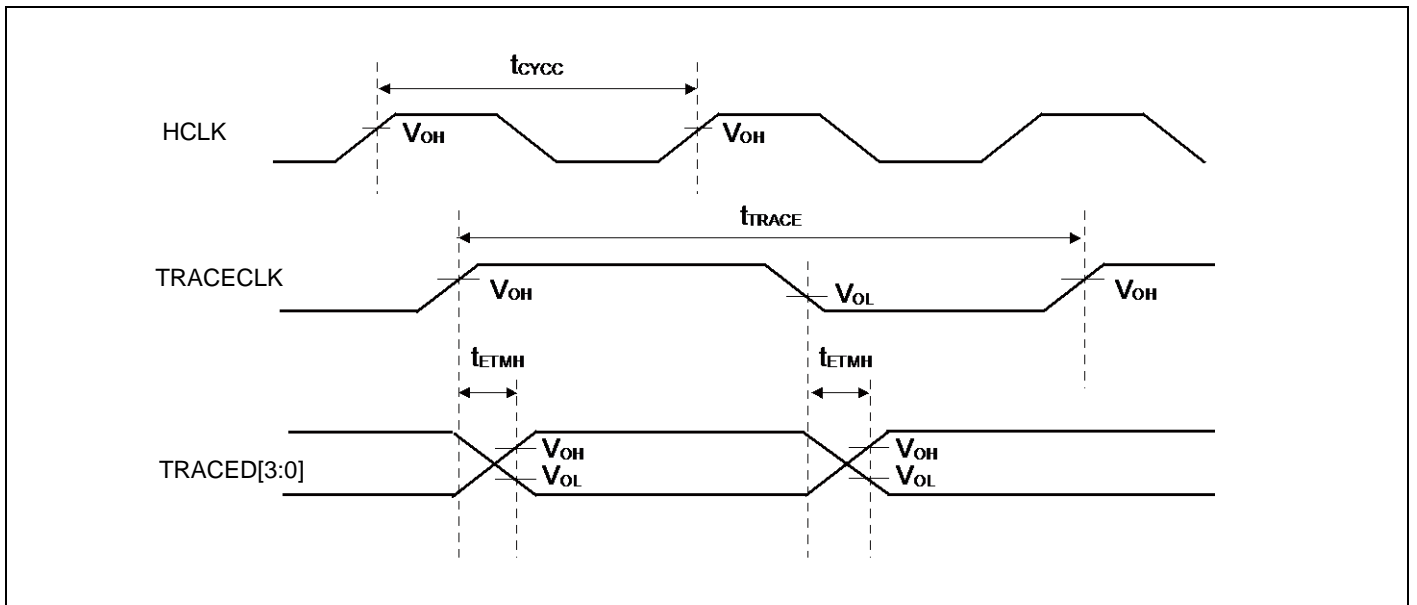 tCYCC
HCLK
VOH
VOH
tTRACE
TRACECLK
VOH
VOL
VOH
tETMH
tETMH
TRACED[3:0]
VOH
VOL
VOH
VOL